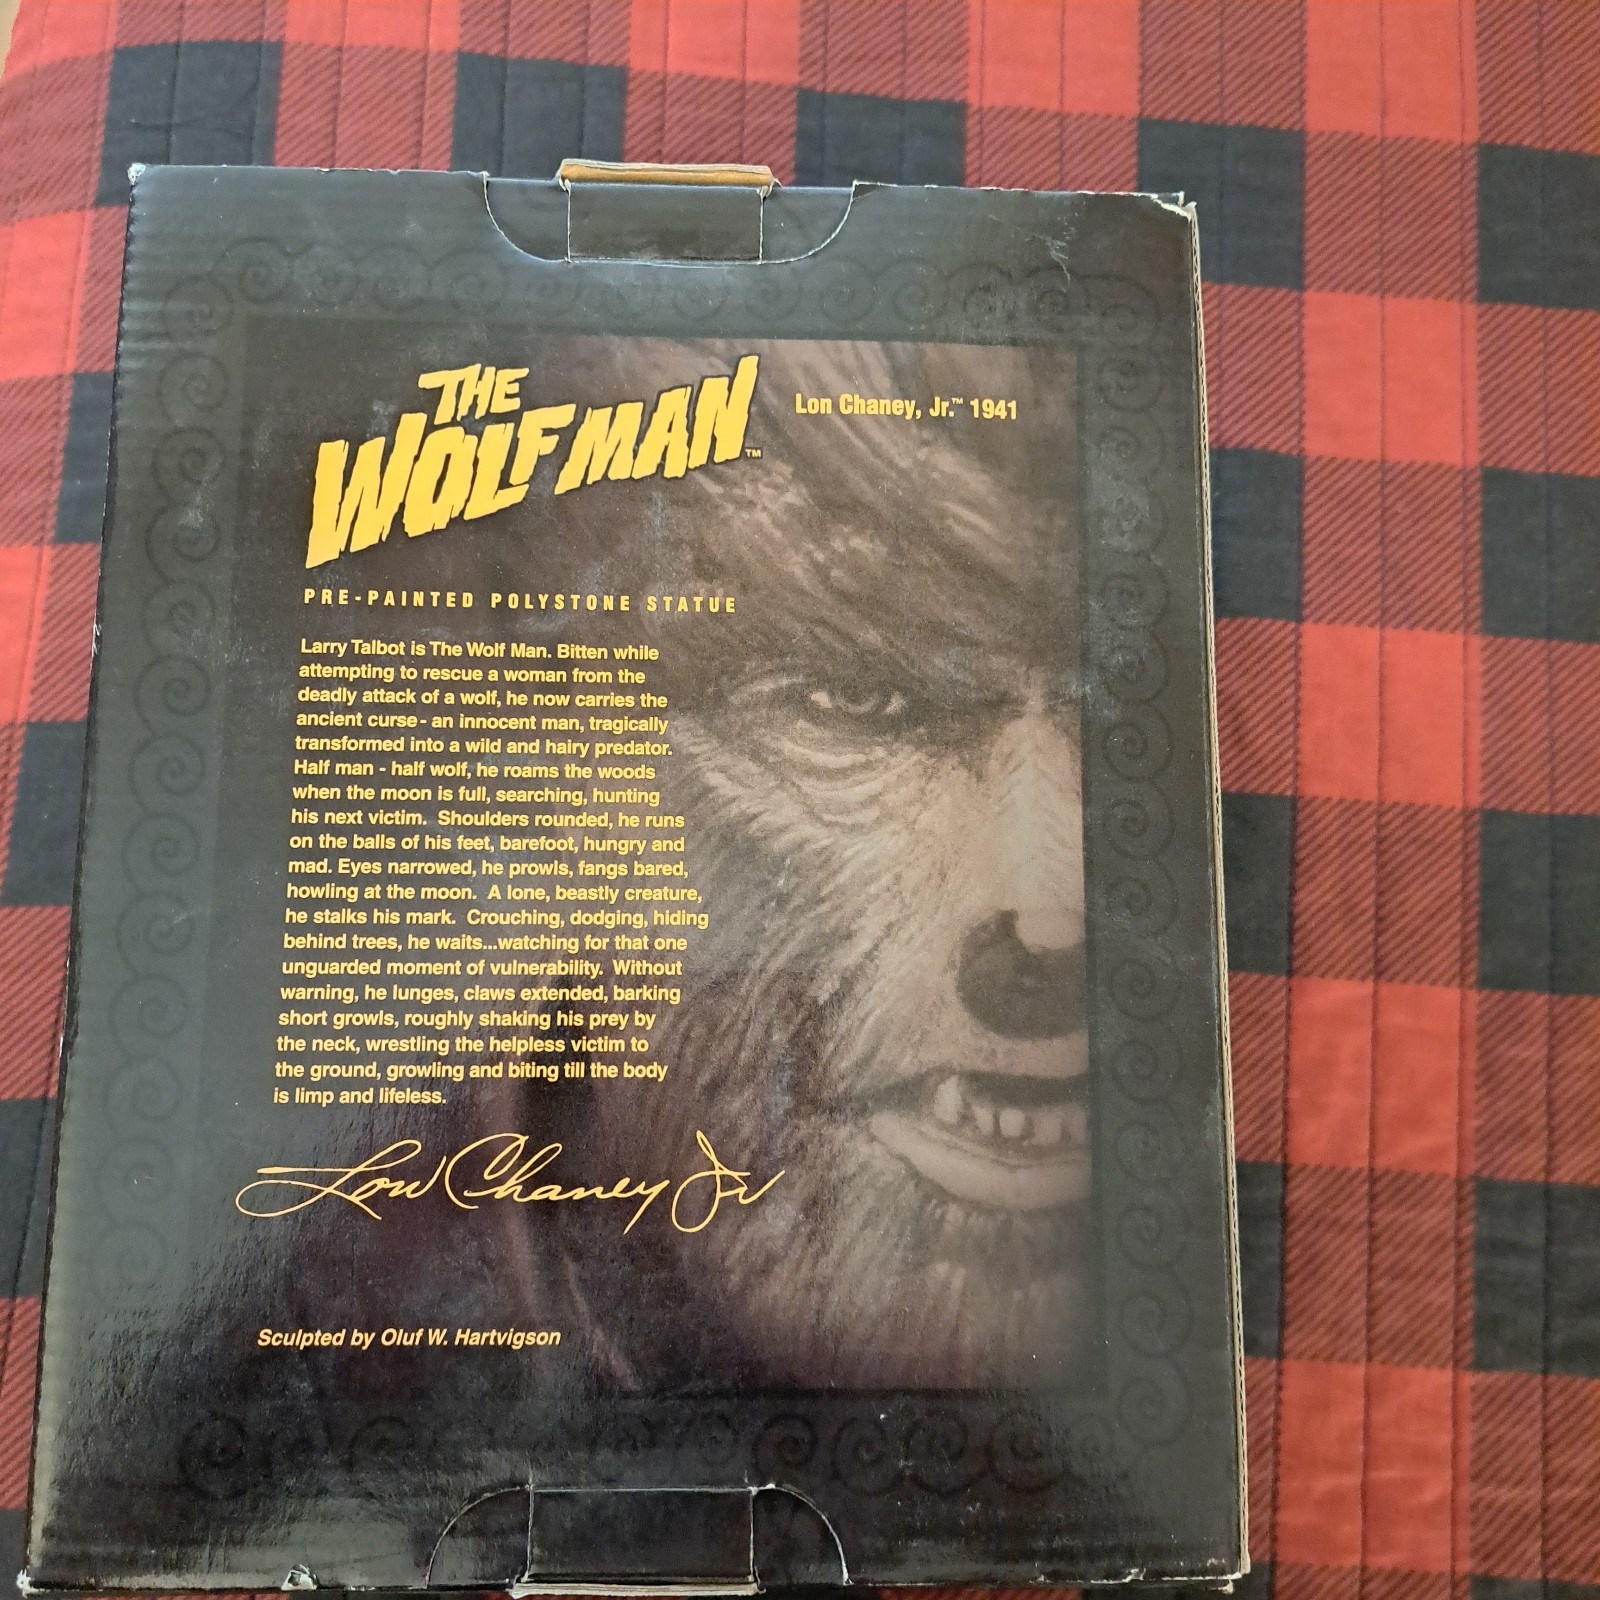 THE
WOLF MAN™
Lon Chaney, Jr.™ 1941
PRE-PAINTED POLYSTONE STATUE
Larry Talbot is The Wolf Man. Bitten while
attempting to rescue a woman from the
deadly attack of a wolf, he now carries the
ancient curse - an innocent man, tragically
transformed into a wild and hairy predator.
Half man - half wolf, he roams the woods
when the moon is full, searching, hunting
his next victim. Shoulders rounded, he runs
on the balls of his feet, barefoot, hungry and
mad. Eyes narrowed, he prowls, fangs bared,
howling at the moon. A lone, beastly creature,
he stalks his mark. Crouching, dodging, hiding
behind trees, he waits...watching for that one
unguarded moment of vulnerability. Without
warning, he lunges, claws extended, barking
short growls, roughly shaking his prey by
the neck, wrestling the helpless victim to
the ground, growling and biting till the body
is limp and lifeless.
Lon Chaney Jr
Sculpted by Oluf W. Hartvigson